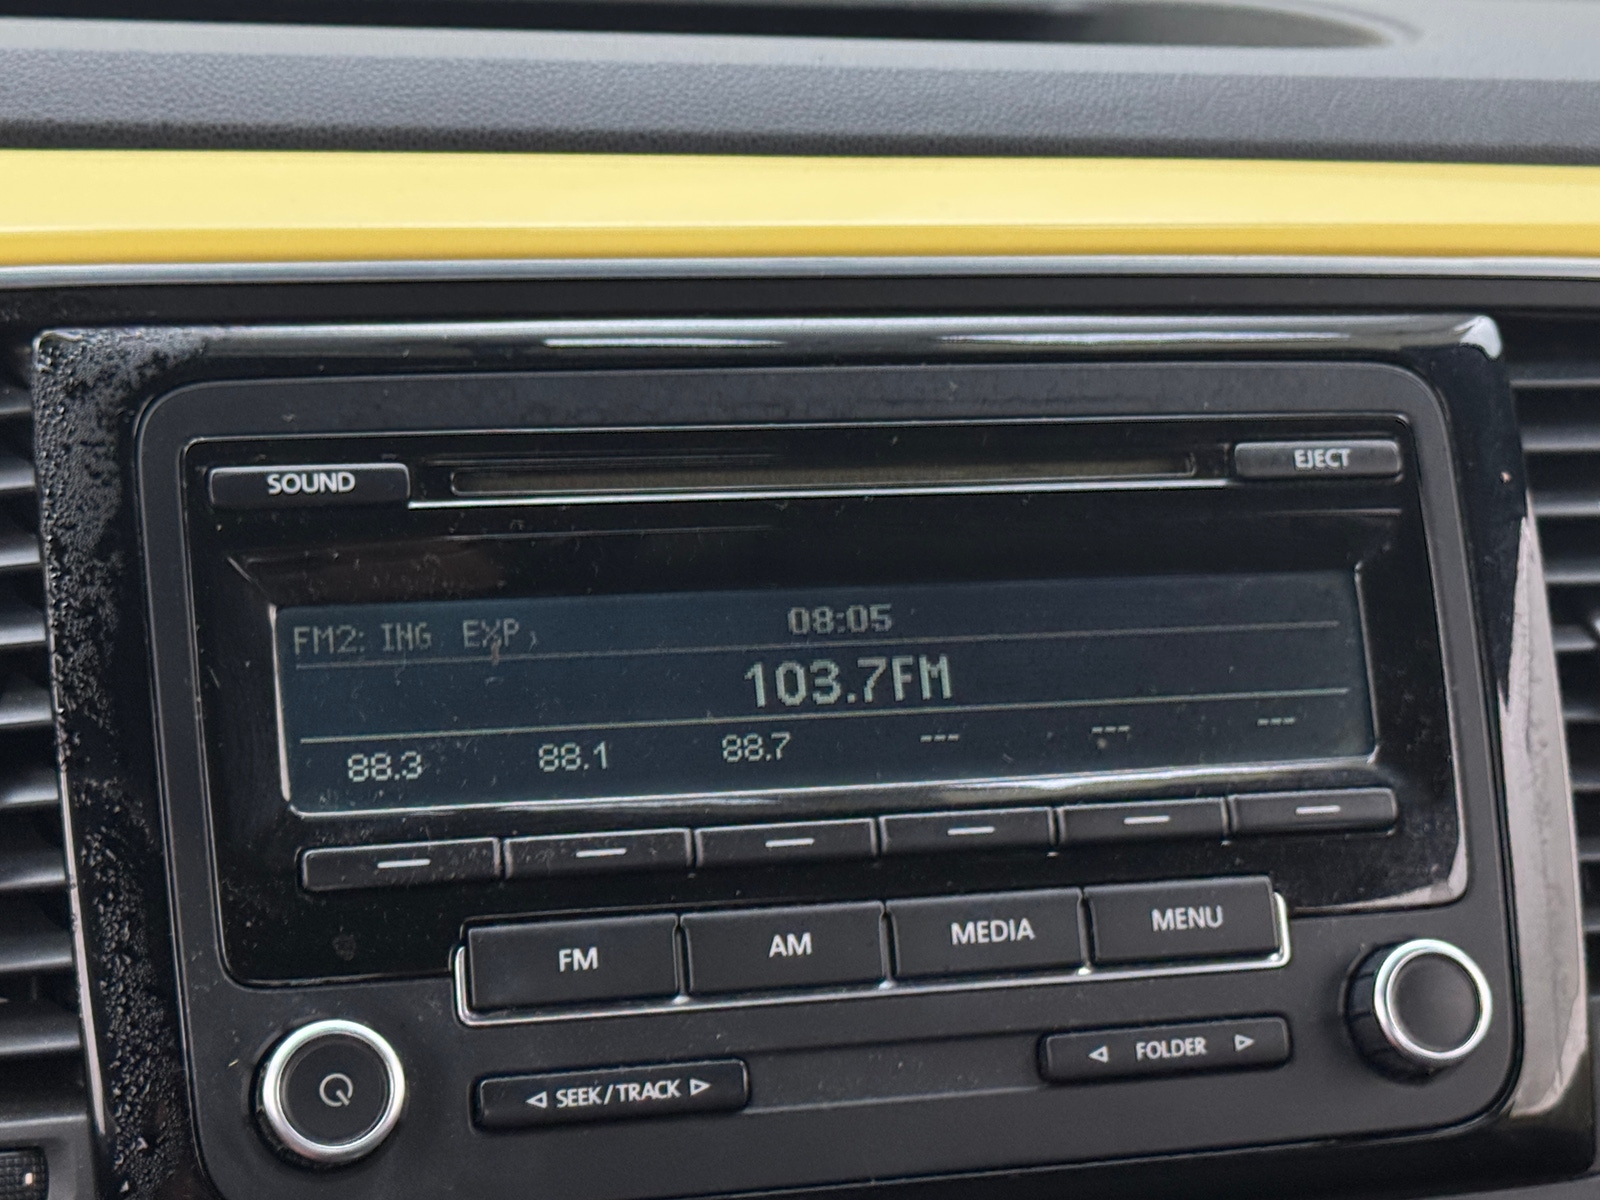 SOUND
EJECT
FM2: ING EXP
08:05
103.7FM
88.3 88.1 88.7 --- --- ---
FM AM MEDIA MENU
SEEK/TRACK
FOLDER